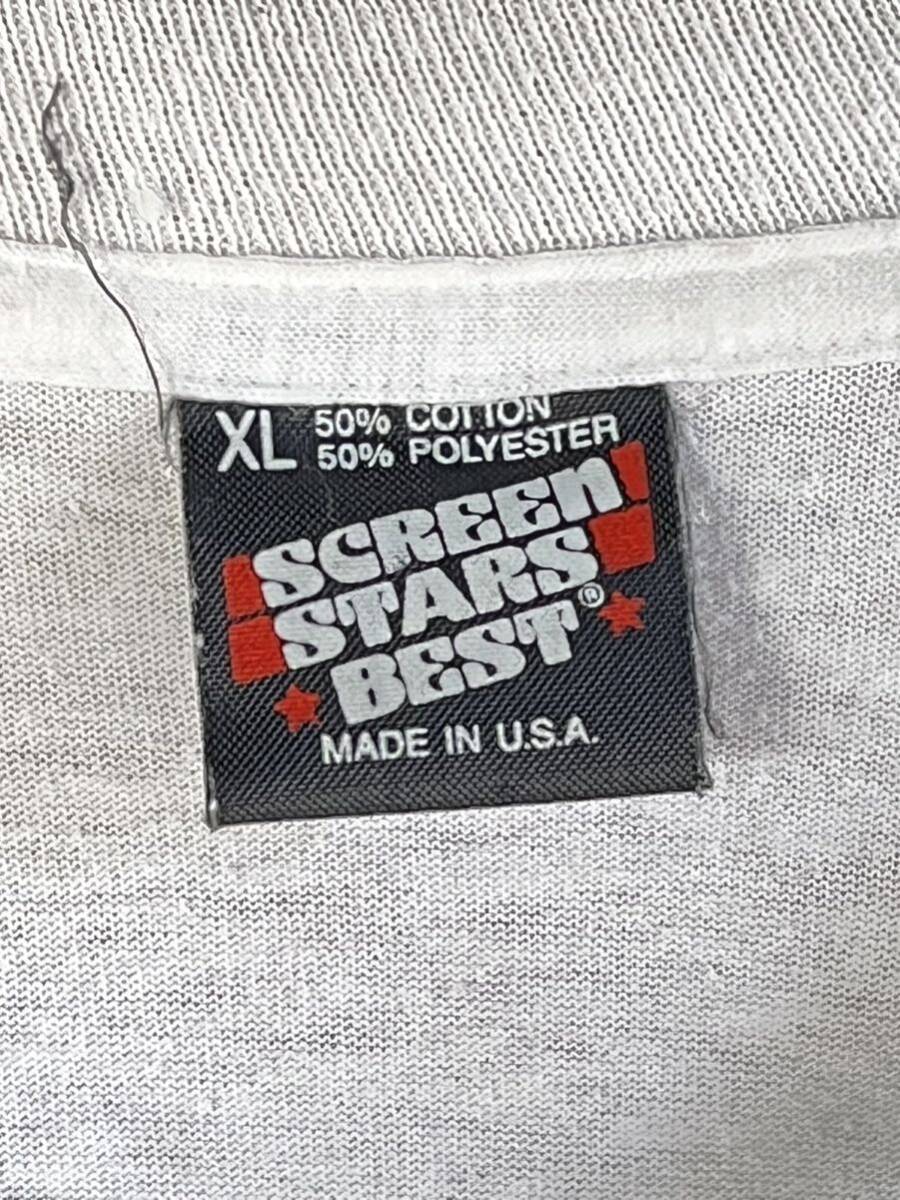 XL 50% COTTON
50% POLYESTER
SCREEN
STARS
BEST®
MADE IN U.S.A.